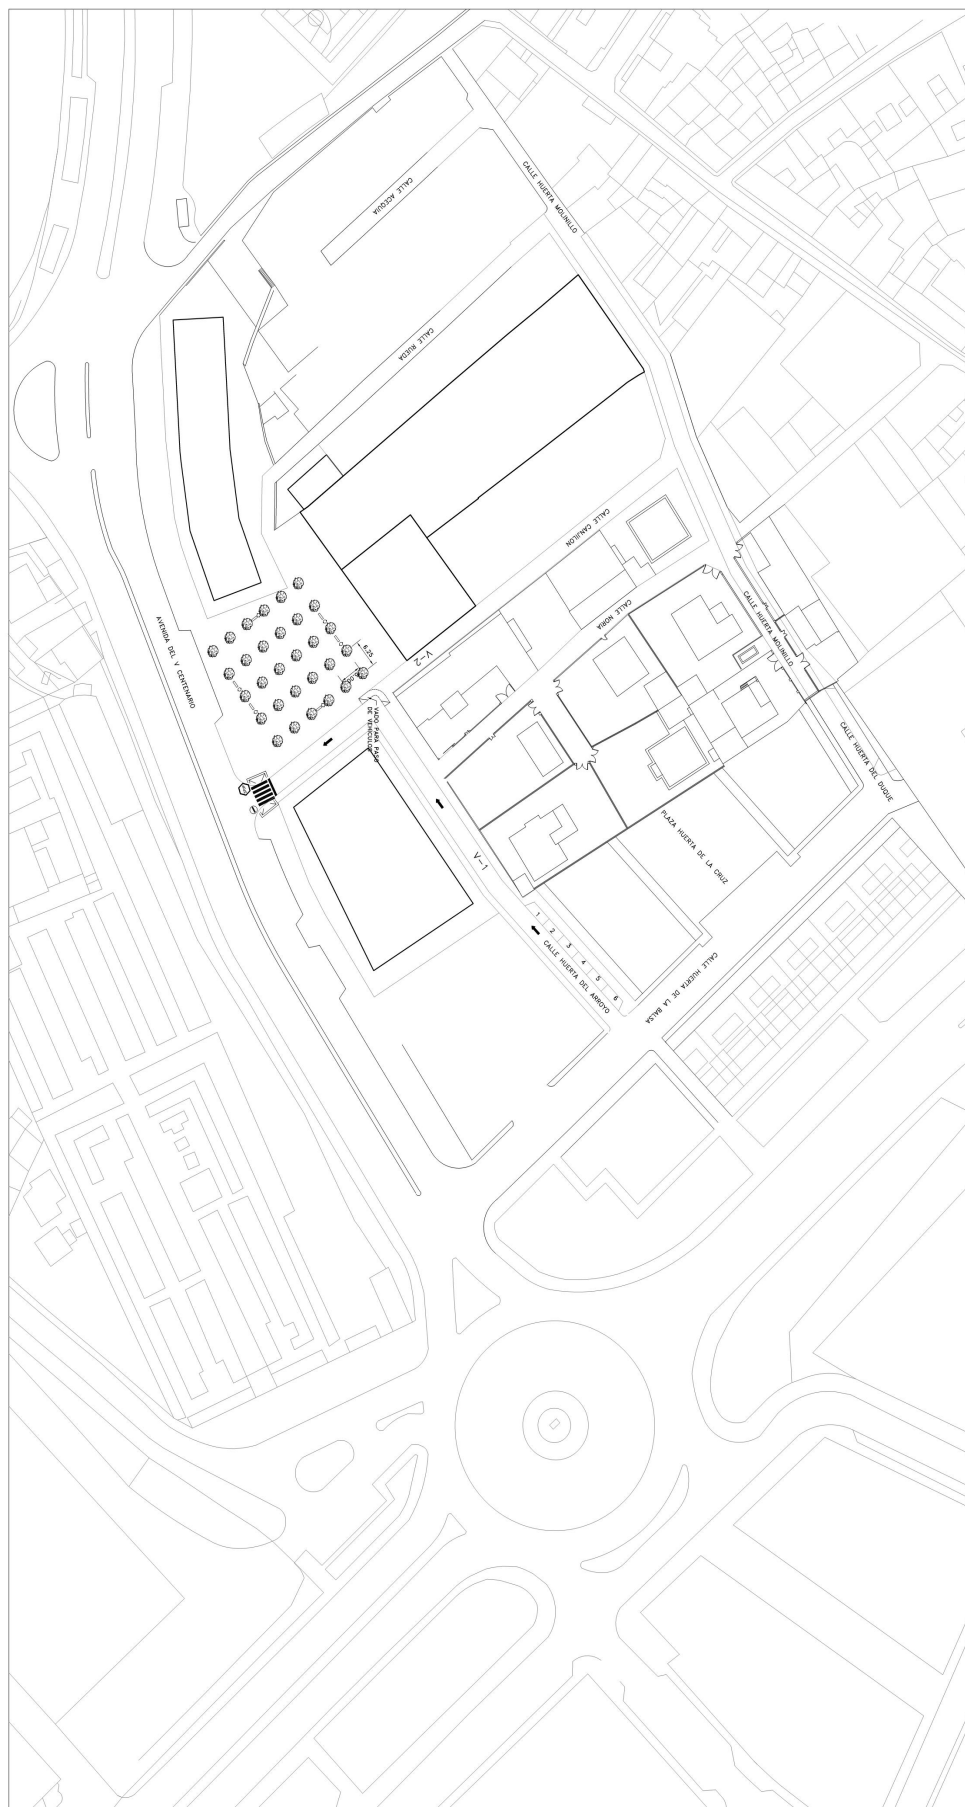 CALLE HUERTA MOLINILLO
CALLE ACEQUIA
CALLE RUEDA
CALLE CANJILON
CALLE NORIA
CALLE HUERTA MOLINILLO
AVENIDA DEL V CENTENARIO
6.25
V-2
VADO PARA PASO
DE VEHICULOS
CALLE HUERTA DEL DUQUE
PLAZA HUERTA DE LA CRUZ
V-1
1
2
3
4
5
6
CALLE HUERTA DEL ARROYO
CALLE HUERTA DE LA BALSA